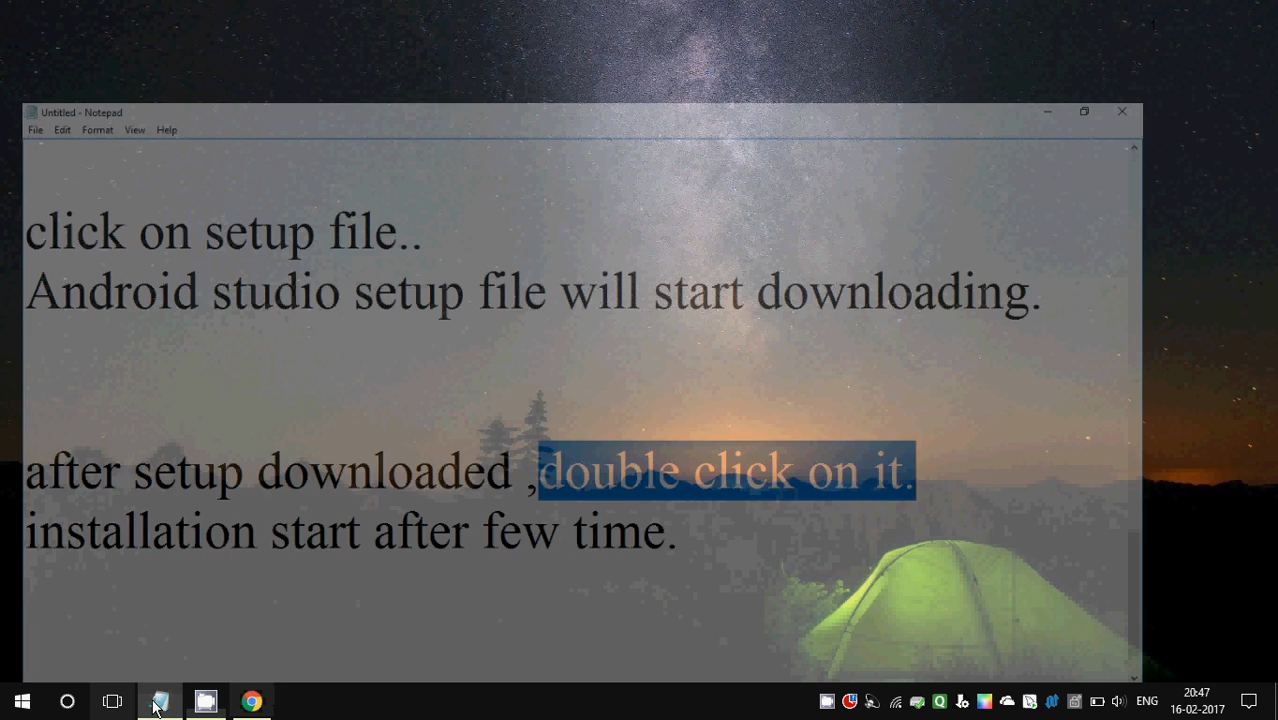 Untitled - Notepad
File Edit Format View Help
click on setup file..
Android studio setup file will start downloading.
after setup downloaded ,double click on it.
installation start after few time.
ENG
20:47
16-02-2017